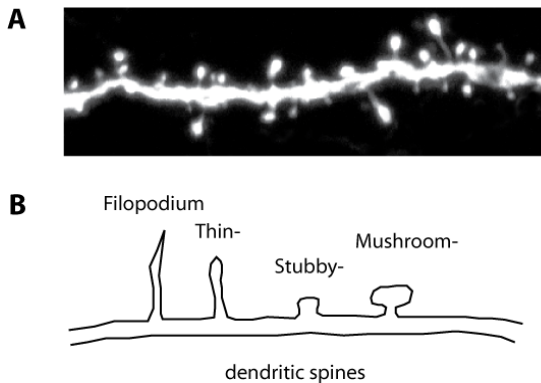 A
B
Filopodium
Thin-
Stubby-
Mushroom-
dendritic spines